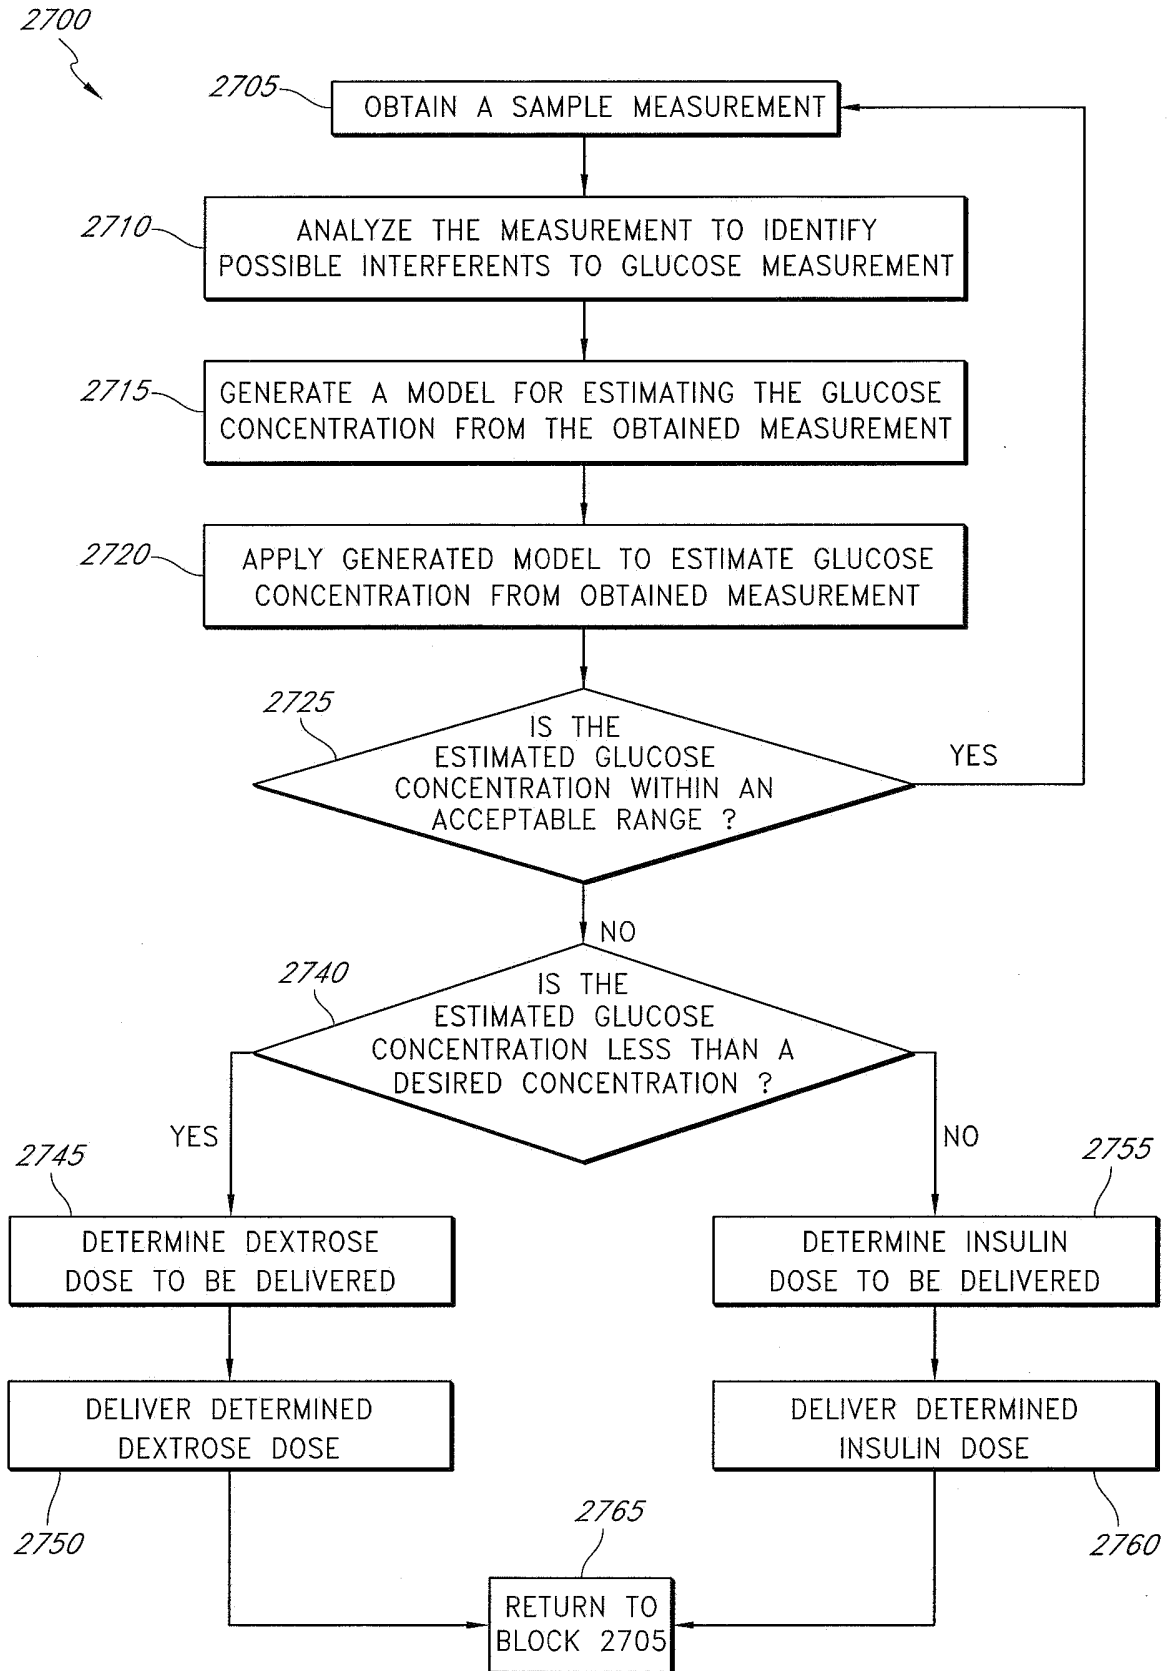 2700
2705
OBTAIN A SAMPLE MEASUREMENT
2710
ANALYZE THE MEASUREMENT TO IDENTIFY
POSSIBLE INTERFERENTS TO GLUCOSE MEASUREMENT
2715
GENERATE A MODEL FOR ESTIMATING THE GLUCOSE
CONCENTRATION FROM THE OBTAINED MEASUREMENT
2720
APPLY GENERATED MODEL TO ESTIMATE GLUCOSE
CONCENTRATION FROM OBTAINED MEASUREMENT
2725
IS THE
ESTIMATED GLUCOSE
CONCENTRATION WITHIN AN
ACCEPTABLE RANGE ?
YES
NO
2740
IS THE
ESTIMATED GLUCOSE
CONCENTRATION LESS THAN A
DESIRED CONCENTRATION ?
YES
NO
2745
DETERMINE DEXTROSE
DOSE TO BE DELIVERED
2755
DETERMINE INSULIN
DOSE TO BE DELIVERED
DELIVER DETERMINED
DEXTROSE DOSE
2750
DELIVER DETERMINED
INSULIN DOSE
2760
2765
RETURN TO
BLOCK 2705